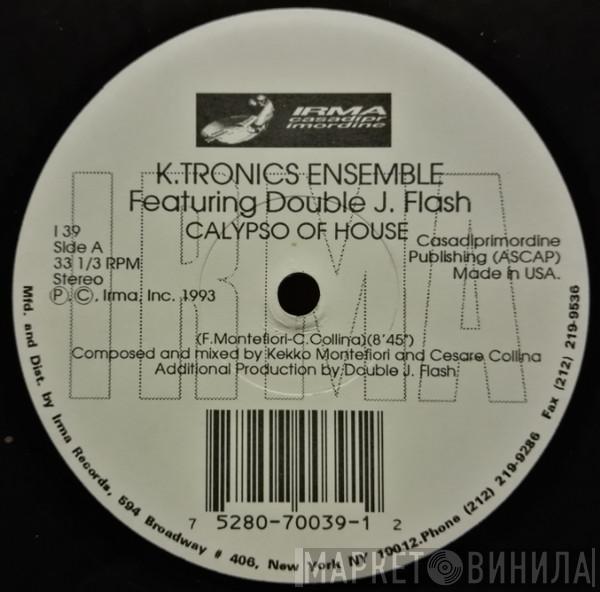 IRMA
casadipr
imordine
IRMA
K.TRONICS ENSEMBLE
Featuring Double J. Flash
CALYPSO OF HOUSE
I 39
Side A
33 1/3 RPM
Stereo
Ⓟ, ©, Irma, Inc. 1993
Casadiprimordine
Publishing (ASCAP)
Made in USA.
(F.Montefiori-C.Collina)(8'45")
Composed and mixed by Kekko Montefiori and Cesare Collina
Additional Production by Double J. Flash
7 5280-70039-1 2
Mfd. and Dist. by Irma Records, 594 Broadway # 406, New York NY 10012.Phone (212) 219-9286 Fax (212) 219-9536
МАРКЕТ ВИНИЛА